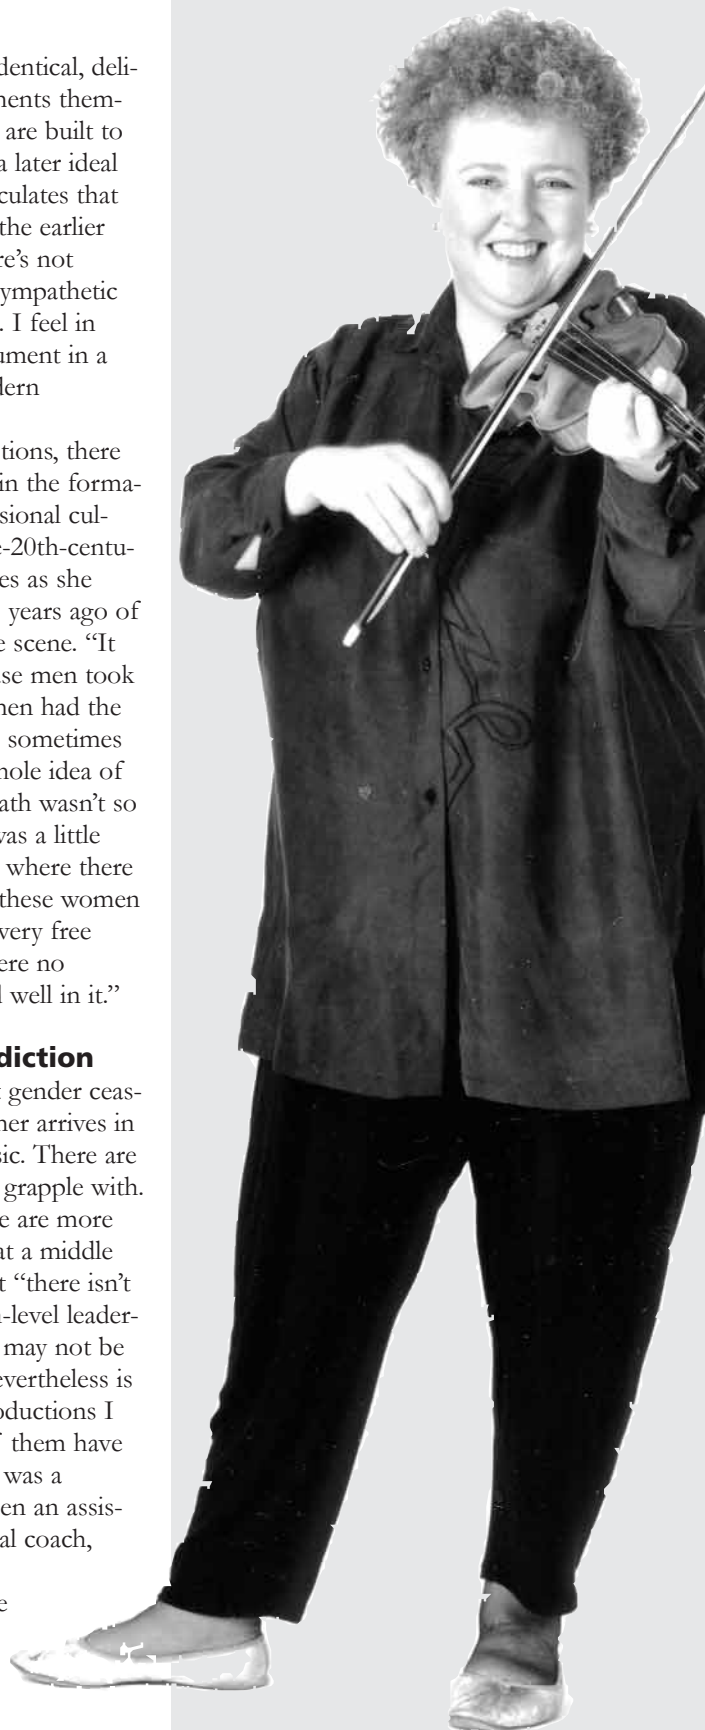 dentical, deli-
nents them-
are built to
a later ideal
culates that
the earlier
re's not
ympathetic
. I feel in
ument in a
dern
tions, there
in the forma-
sional cul-
e-20th-centu-
es as she
years ago of
e scene. “It
use men took
men had the
sometimes
hole idea of
ath wasn't so
was a little
where there
these women
very free
ere no
l well in it.”
diction
t gender ceas-
her arrives in
sic. There are
grapple with.
e are more
at a middle
t “there isn't
n-level leader-
may not be
evertheless is
oductions I
f them have
was a
en an assis-
al coach,
e